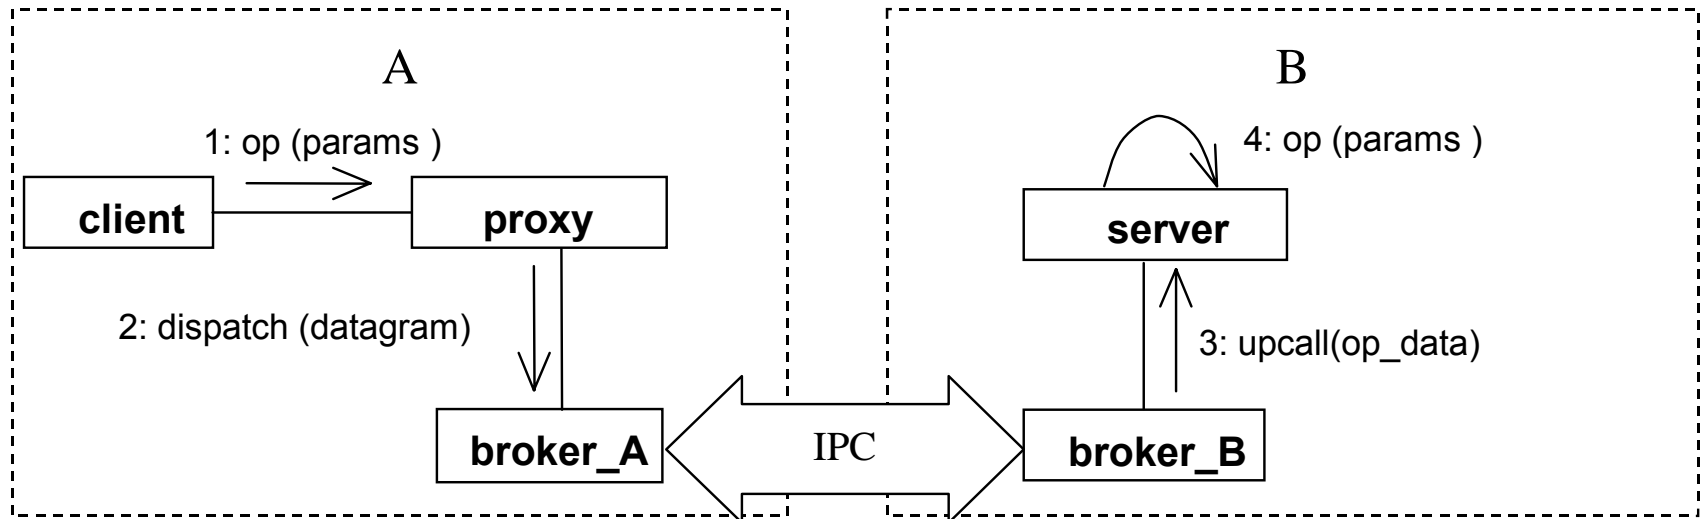 A
B
1: op (params )
4: op (params )
client
proxy
server
2: dispatch (datagram)
3: upcall(op_data)
broker_A
IPC
broker_B